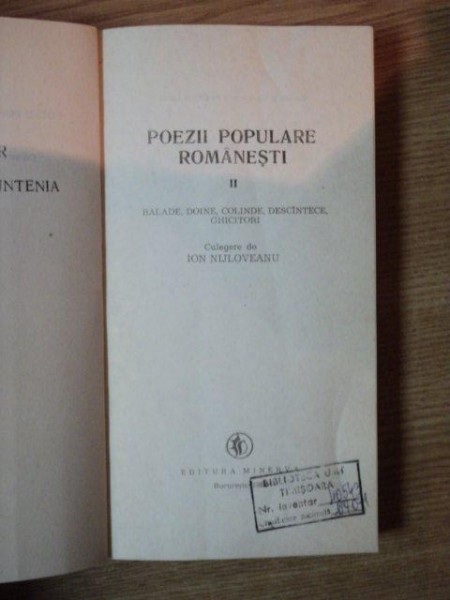 R
UNTENIA
POEZII POPULARE
ROMÂNEȘTI
II
BALADE, DOINE, COLINDE, DESCÎNTECE,
GHICITORI
Culegere de
ION NIJLOVEANU
EDITURA MINERVA
București
BIBLIOTECA
TIMIȘOARA
Nr. inventar